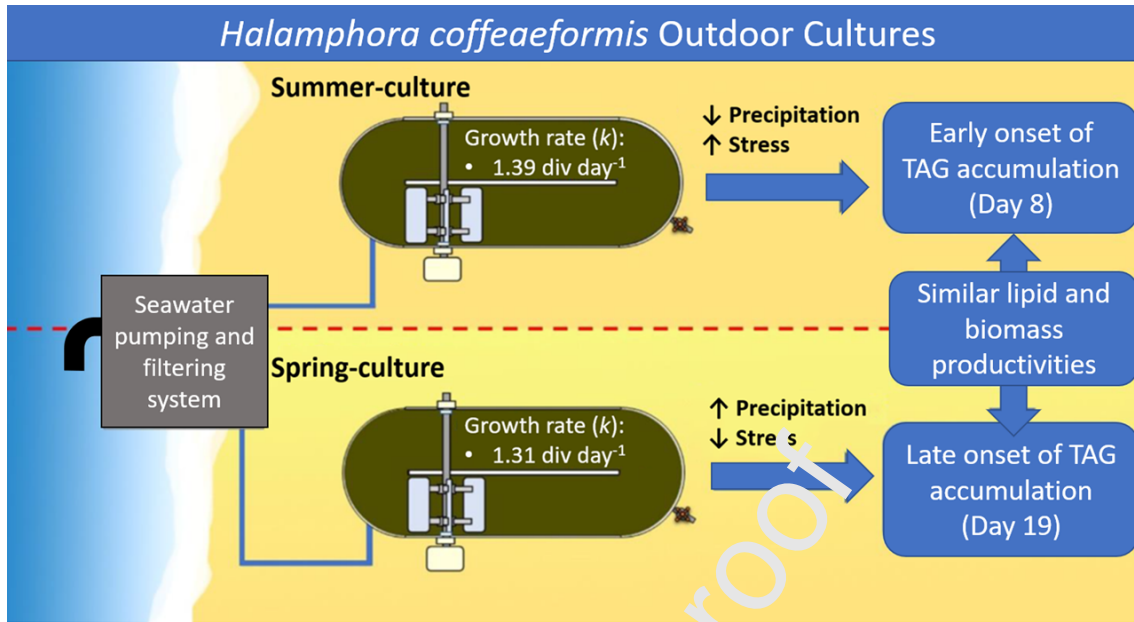 Halamphora coffeaeformis Outdoor Cultures
Summer-culture
Growth rate (k):
• 1.39 div day⁻¹
↓ Precipitation
↑ Stress
Early onset of
TAG accumulation
(Day 8)
Seawater
pumping and
filtering
system
Similar lipid and
biomass
productivities
Spring-culture
Growth rate (k):
• 1.31 div day⁻¹
↑ Precipitation
↓ Stress
Late onset of TAG
accumulation
(Day 19)
roof